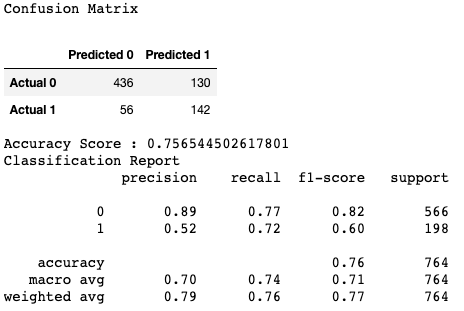 Confusion Matrix
Predicted 0 Predicted 1
Actual 0 436 130
Actual 1 56 142
Accuracy Score : 0.756544502617801
Classification Report
precision recall f1-score support
0 0.89 0.77 0.82 566
1 0.52 0.72 0.60 198
accuracy 0.76 764
macro avg 0.70 0.74 0.71 764
weighted avg 0.79 0.76 0.77 764